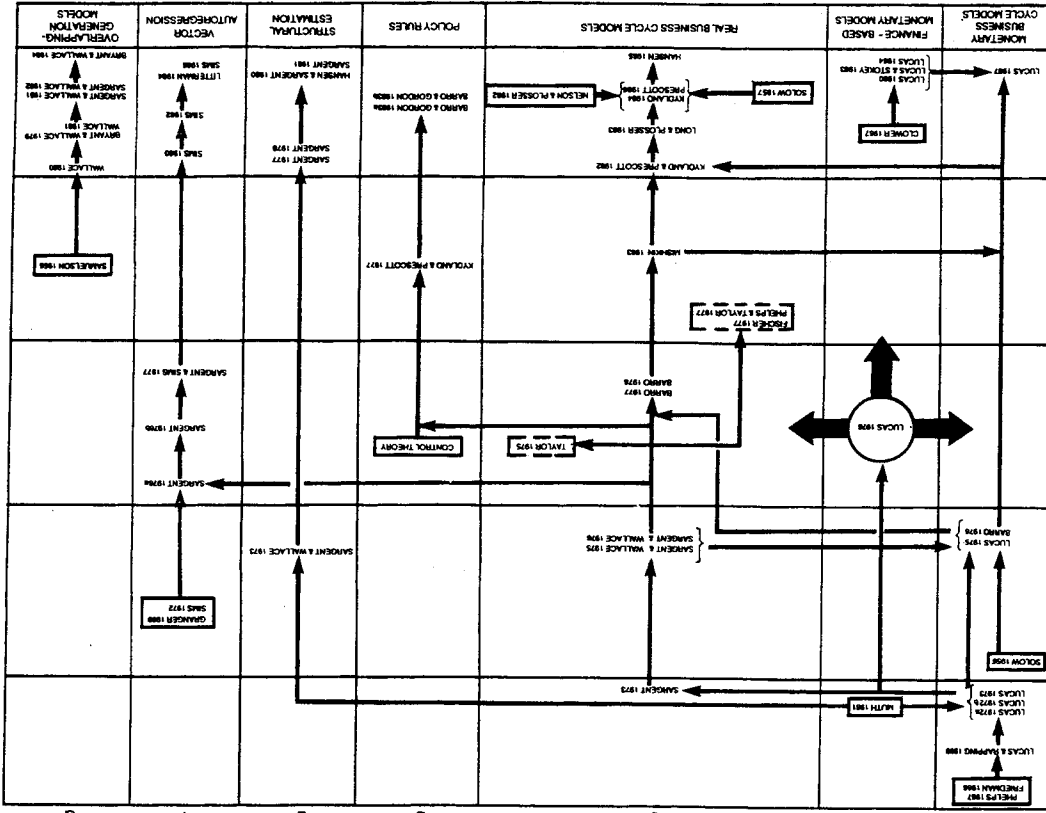 PHELPS 1967
FRIEDMAN 1968
LUCAS & RAPPING 1969
LUCAS 1972a
LUCAS 1972b
LUCAS 1973
SOLOW 1956
LUCAS 1975
BARRO 1976
LUCAS 1987
MONETARY
BUSINESS
CYCLE MODELS
MUTH 1961
LUCAS 1976
CLOWER 1967
LUCAS 1980
LUCAS & STOKEY 1983
LUCAS 1984
FINANCE - BASED
MONETARY MODELS
SARGENT 1973
SARGENT & WALLACE 1975
SARGENT & WALLACE 1976
TAYLOR 1975
BARRO 1977
BARRO 1978
FISCHER 1977
PHELPS & TAYLOR 1977
MISHKIN 1983
KYDLAND & PRESCOTT 1982
LONG & PLOSSER 1983
SOLOW 1957
KYDLAND 1984
PRESCOTT 1986
NELSON & PLOSSER 1982
HANSEN 1985
REAL BUSINESS CYCLE MODELS
CONTROL THEORY
KYDLAND & PRESCOTT 1977
BARRO & GORDON 1983a
BARRO & GORDON 1983b
POLICY RULES
SARGENT & WALLACE 1973
SARGENT 1977
SARGENT 1978
HANSEN & SARGENT 1980
SARGENT 1981
STRUCTURAL
ESTIMATION
GRANGER 1969
SIMS 1972
SARGENT 1976a
SARGENT 1976b
SARGENT & SIMS 1977
SIMS 1980
SIMS 1982
LITTERMAN 1984
SIMS 1986
VECTOR
AUTOREGRESSION
SAMUELSON 1958
WALLACE 1980
BRYANT & WALLACE 1979
WALLACE 1981
SARGENT & WALLACE 1981
SARGENT & WALLACE 1982
BRYANT & WALLACE 1984
OVERLAPPING-
GENERATION
MODELS